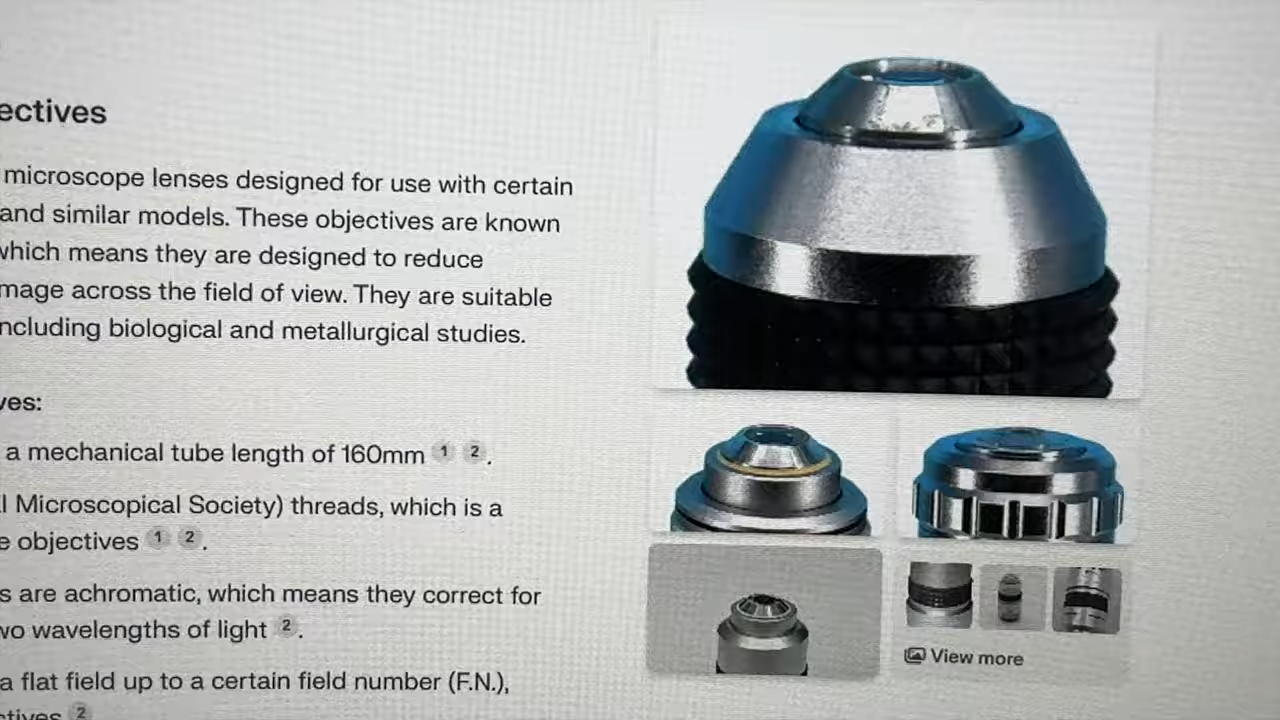 ectives
microscope lenses designed for use with certain
and similar models. These objectives are known
which means they are designed to reduce
mage across the field of view. They are suitable
ncluding biological and metallurgical studies.
ves:
a mechanical tube length of 160mm 1 2.
l Microscopical Society) threads, which is a
e objectives 1 2.
s are achromatic, which means they correct for
wo wavelengths of light 2.
a flat field up to a certain field number (F.N.),
ctives 2
View more